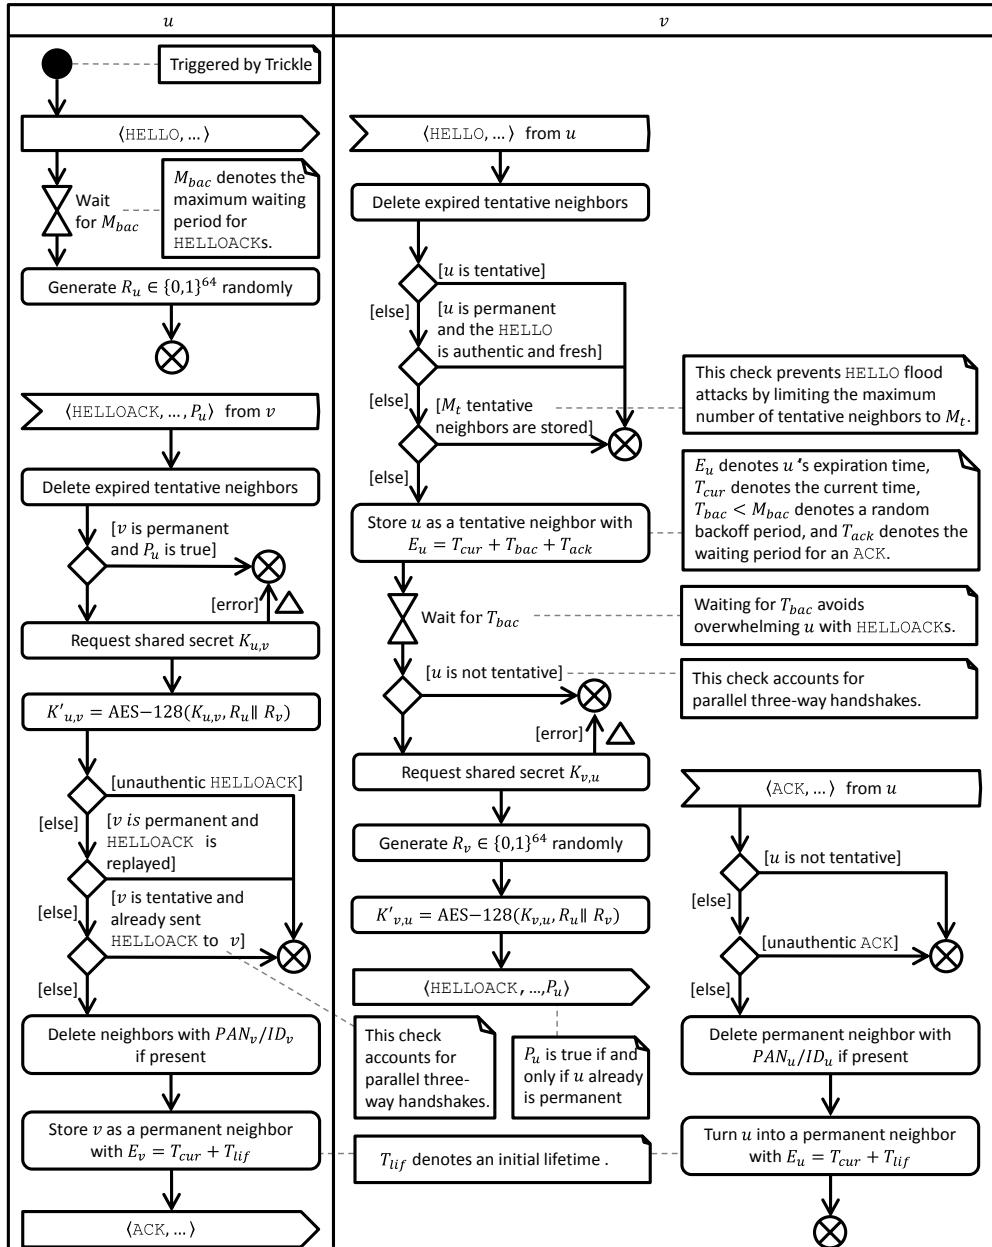 u
v
Triggered by Trickle
⟨HELLO, …⟩
M_bac denotes the
maximum waiting
period for
HELLOACKs.
Wait
for M_bac
Generate R_u ∈ {0,1}^64 randomly
⟨HELLOACK, …, P_u⟩ from v
Delete expired tentative neighbors
[v is permanent
and P_u is true]
[error]
Request shared secret K_u,v
K'_u,v = AES−128(K_u,v, R_u‖ R_v)
[unauthentic HELLOACK]
[else]
[v is permanent and
HELLOACK is
replayed]
[else]
[v is tentative and
already sent
HELLOACK to v]
[else]
Delete neighbors with PAN_v/ID_v
if present
Store v as a permanent neighbor
with E_v = T_cur + T_lif
⟨ACK, …⟩
⟨HELLO, …⟩ from u
Delete expired tentative neighbors
[u is tentative]
[else]
[u is permanent
and the HELLO
is authentic and fresh]
[else]
[M_t tentative
neighbors are stored]
[else]
This check prevents HELLO flood
attacks by limiting the maximum
number of tentative neighbors to M_t.
Store u as a tentative neighbor with
E_u = T_cur + T_bac + T_ack
E_u denotes u's expiration time,
T_cur denotes the current time,
T_bac < M_bac denotes a random
backoff period, and T_ack denotes the
waiting period for an ACK.
Wait for T_bac
Waiting for T_bac avoids
overwhelming u with HELLOACKs.
[u is not tentative]
This check accounts for
parallel three-way handshakes.
[error]
Request shared secret K_v,u
Generate R_v ∈ {0,1}^64 randomly
K'_v,u = AES−128(K_v,u, R_u‖ R_v)
⟨HELLOACK, …,P_u⟩
This check
accounts for
parallel three-
way handshakes.
P_u is true if and
only if u already
is permanent
T_lif denotes an initial lifetime .
⟨ACK, …⟩ from u
[u is not tentative]
[else]
[unauthentic ACK]
[else]
Delete permanent neighbor with
PAN_u/ID_u if present
Turn u into a permanent neighbor
with E_u = T_cur + T_lif